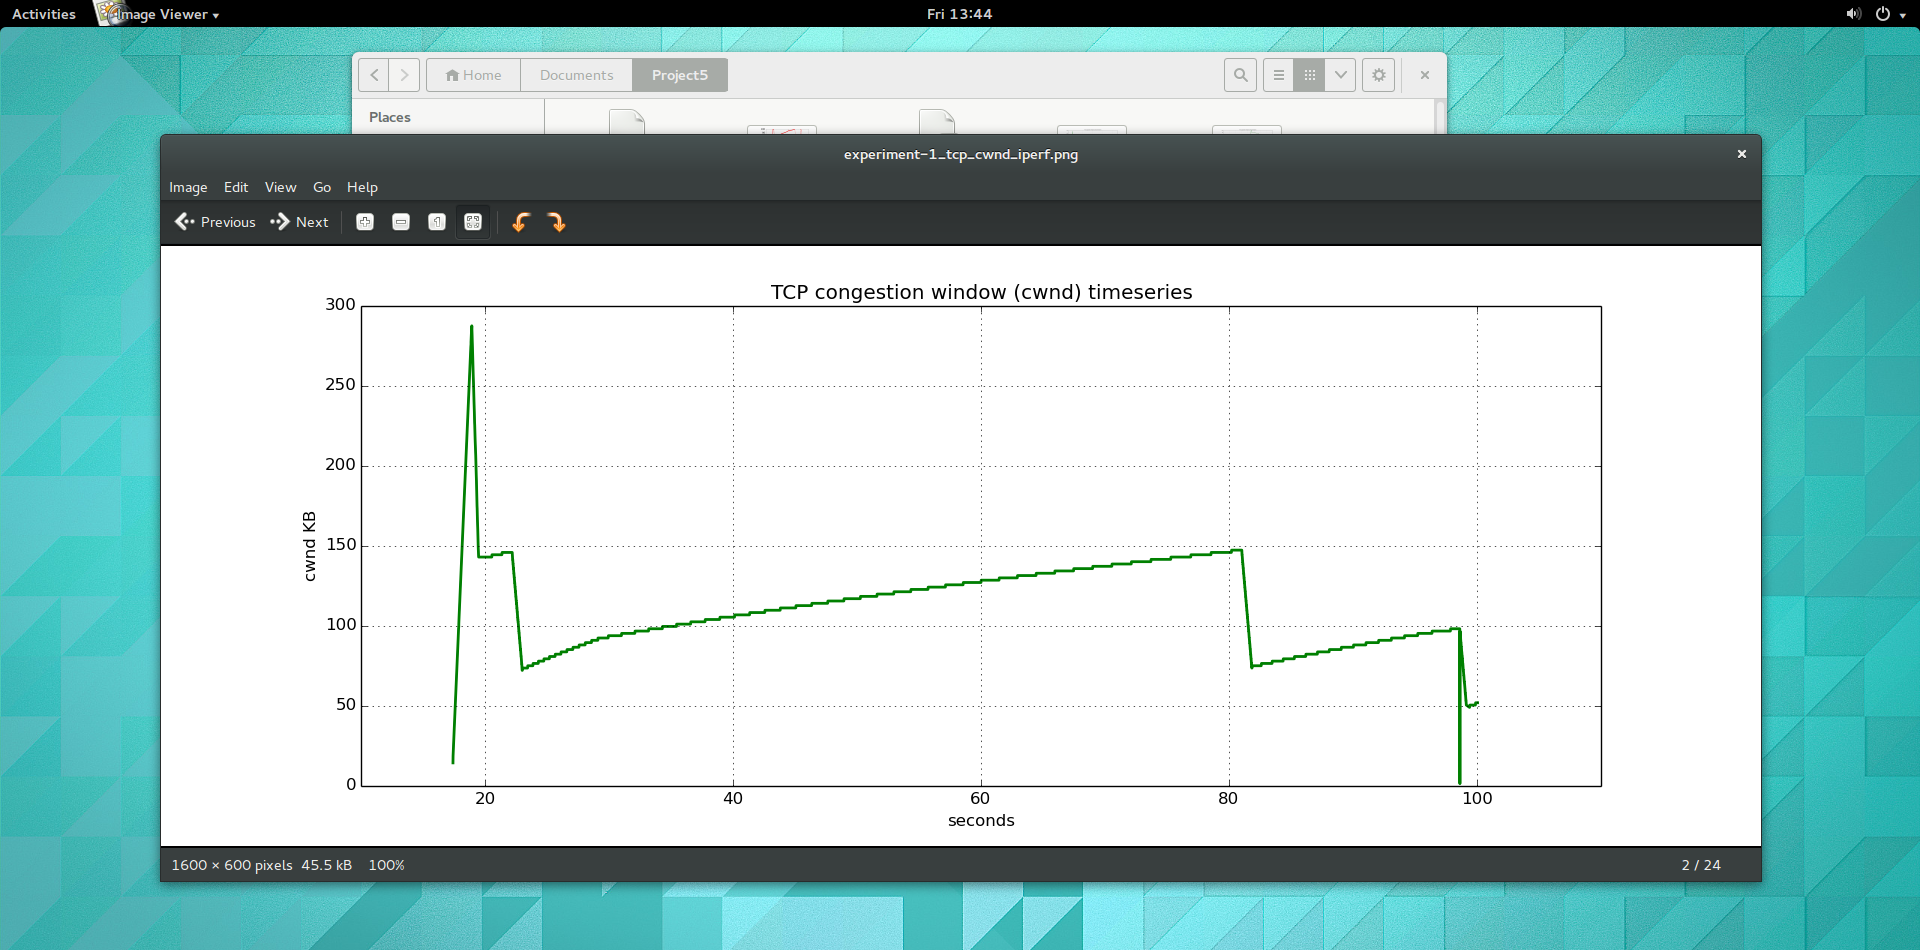 Activities Image Viewer Fri 13:44
Home Documents Project5
Places
experiment-1_tcp_cwnd_iperf.png
Image Edit View Go Help
Previous Next
TCP congestion window (cwnd) timeseries
300
250
200
150
100
50
0
cwnd KB
20 40 60 80 100
seconds
1600 × 600 pixels 45.5 kB 100% 2 / 24